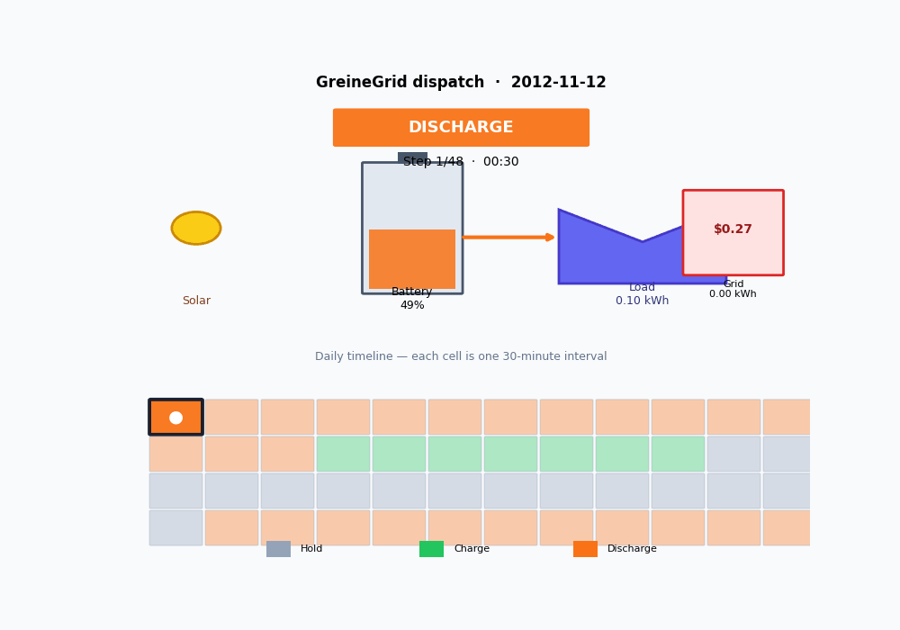 GreineGrid dispatch · 2012-11-12
DISCHARGE
Step 1/48 · 00:30
$0.27
Solar
Battery
49%
Load
0.10 kWh
Grid
0.00 kWh
Daily timeline — each cell is one 30-minute interval
Hold
Charge
Discharge